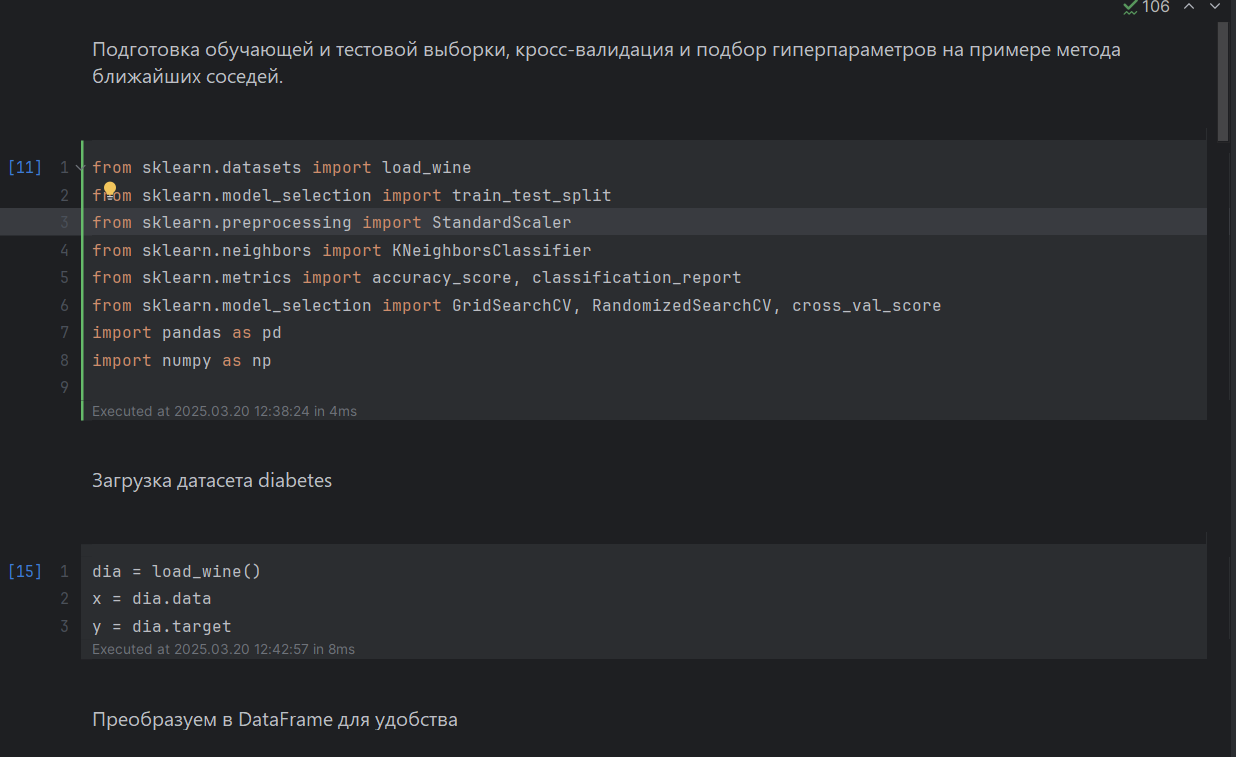 106
Подготовка обучающей и тестовой выборки, кросс-валидация и подбор гиперпараметров на примере метода
ближайших соседей.
[11] 1 from sklearn.datasets import load_wine
2 from sklearn.model_selection import train_test_split
3 from sklearn.preprocessing import StandardScaler
4 from sklearn.neighbors import KNeighborsClassifier
5 from sklearn.metrics import accuracy_score, classification_report
6 from sklearn.model_selection import GridSearchCV, RandomizedSearchCV, cross_val_score
7 import pandas as pd
8 import numpy as np
9
Executed at 2025.03.20 12:38:24 in 4ms
Загрузка датасета diabetes
[15] 1 dia = load_wine()
2 x = dia.data
3 y = dia.target
Executed at 2025.03.20 12:42:57 in 8ms
Преобразуем в DataFrame для удобства